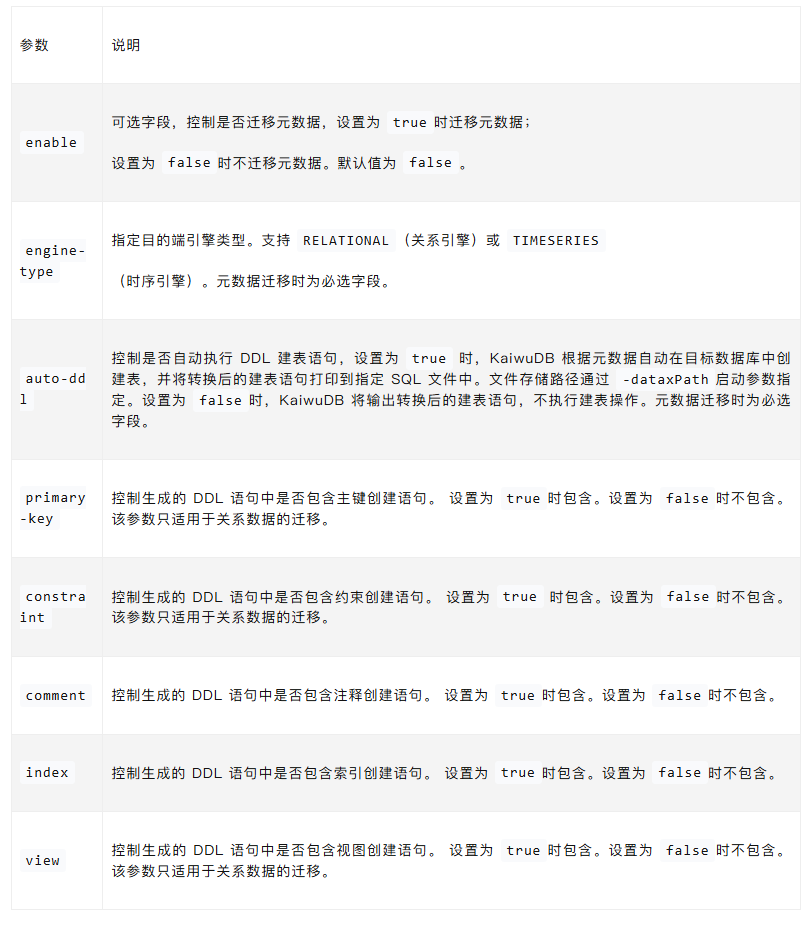 参数
说明
enable
可选字段，控制是否迁移元数据，设置为 true 时迁移元数据；
设置为 false 时不迁移元数据。默认值为 false 。
engine-
type
指定目的端引擎类型。支持 RELATIONAL （关系引擎）或 TIMESERIES
（时序引擎）。元数据迁移时为必选字段。
auto-dd
l
控制是否自动执行 DDL 建表语句，设置为 true 时，KaiwuDB 根据元数据自动在目标数据库中创
建表，并将转换后的建表语句打印到指定 SQL 文件中。文件存储路径通过 -dataxPath 启动参数指
定。设置为 false 时，KaiwuDB 将输出转换后的建表语句，不执行建表操作。元数据迁移时为必选
字段。
primary
-key
控制生成的 DDL 语句中是否包含主键创建语句。 设置为 true 时包含。设置为 false 时不包含。
该参数只适用于关系数据的迁移。
constra
int
控制生成的 DDL 语句中是否包含约束创建语句。 设置为 true 时包含。设置为 false 时不包含。
该参数只适用于关系数据的迁移。
comment
控制生成的 DDL 语句中是否包含注释创建语句。 设置为 true 时包含。设置为 false 时不包含。
index
控制生成的 DDL 语句中是否包含索引创建语句。 设置为 true 时包含。设置为 false 时不包含。
view
控制生成的 DDL 语句中是否包含视图创建语句。 设置为 true 时包含。设置为 false 时不包含。
该参数只适用于关系数据的迁移。